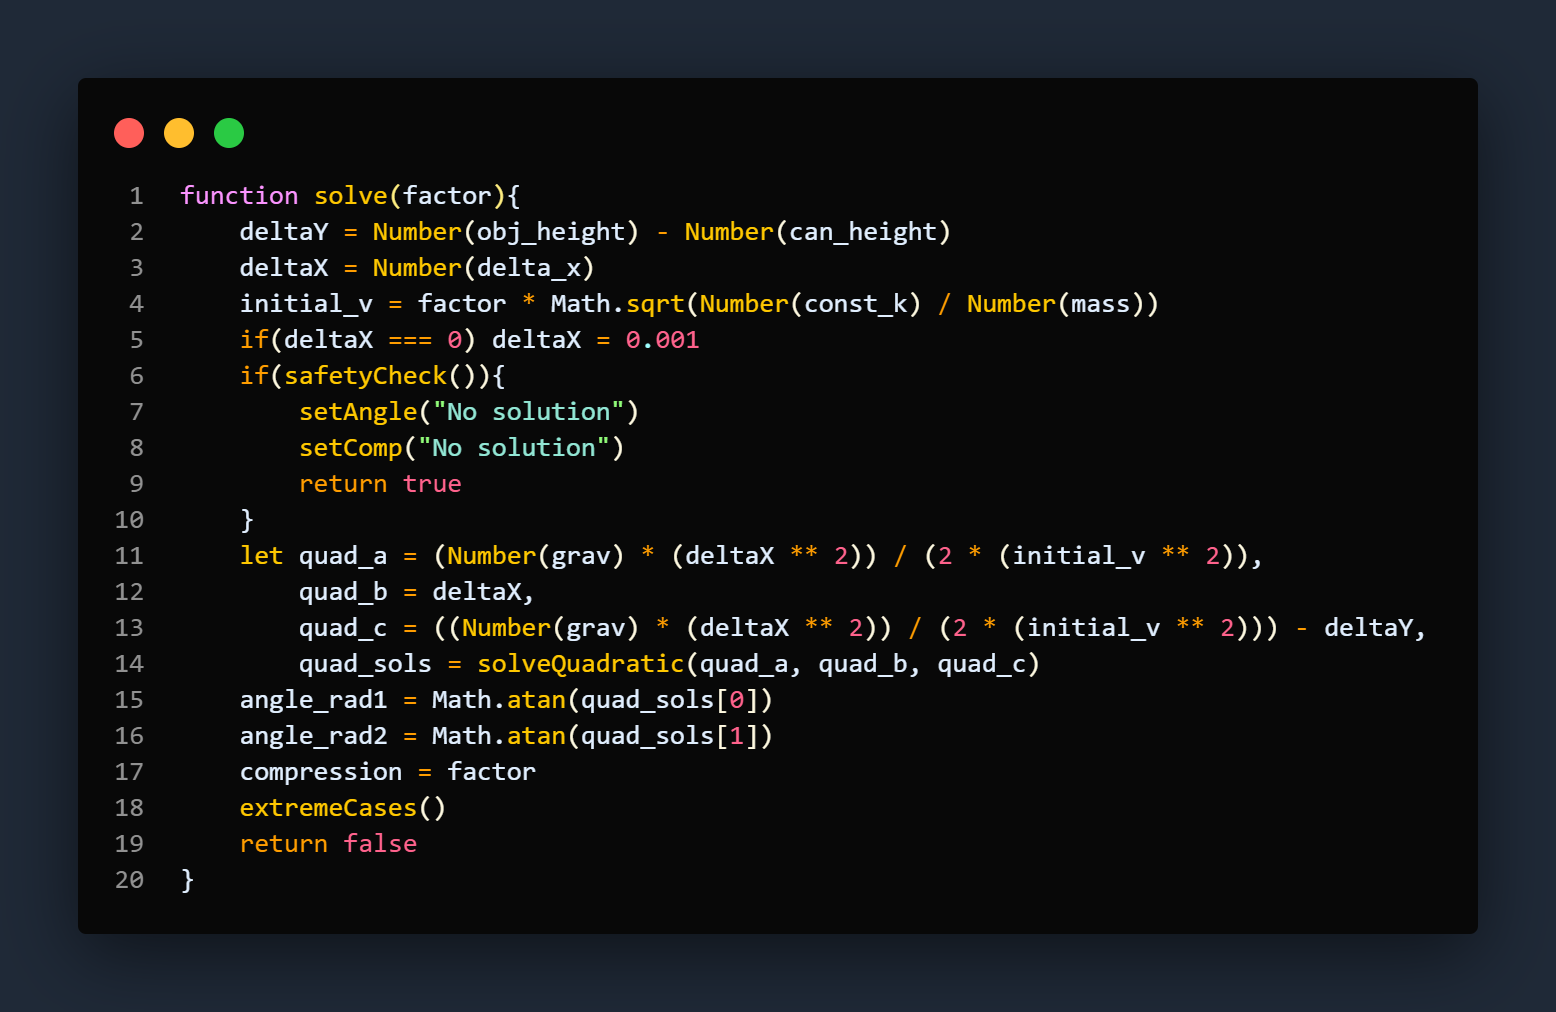 1 function solve(factor){
2 deltaY = Number(obj_height) - Number(can_height)
3 deltaX = Number(delta_x)
4 initial_v = factor * Math.sqrt(Number(const_k) / Number(mass))
5 if(deltaX === 0) deltaX = 0.001
6 if(safetyCheck()){
7 setAngle("No solution")
8 setComp("No solution")
9 return true
10 }
11 let quad_a = (Number(grav) * (deltaX ** 2)) / (2 * (initial_v ** 2)),
12 quad_b = deltaX,
13 quad_c = ((Number(grav) * (deltaX ** 2)) / (2 * (initial_v ** 2))) - deltaY,
14 quad_sols = solveQuadratic(quad_a, quad_b, quad_c)
15 angle_rad1 = Math.atan(quad_sols[0])
16 angle_rad2 = Math.atan(quad_sols[1])
17 compression = factor
18 extremeCases()
19 return false
20 }